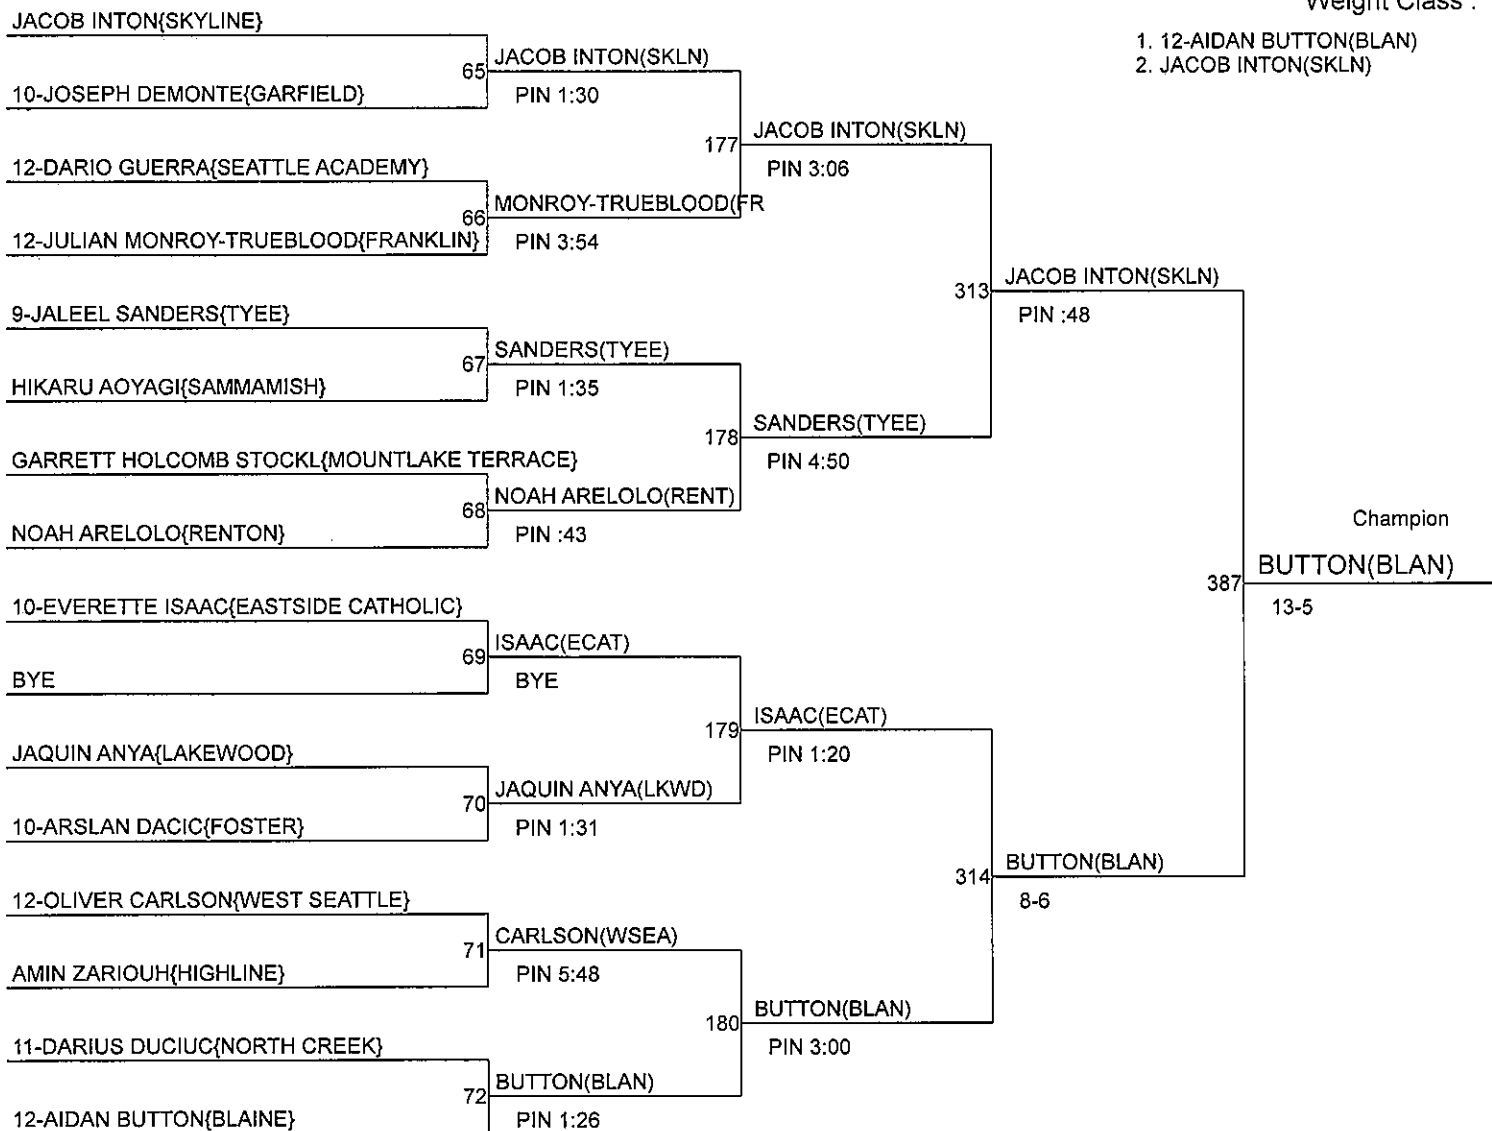 Weight Class :
1. 12-AIDAN BUTTON(BLAN)
2. JACOB INTON(SKLN)
JACOB INTON{SKYLINE}
65
JACOB INTON(SKLN)
PIN 1:30
10-JOSEPH DEMONTE{GARFIELD}
177
JACOB INTON(SKLN)
PIN 3:06
12-DARIO GUERRA{SEATTLE ACADEMY}
66
MONROY-TRUEBLOOD(FR
PIN 3:54
12-JULIAN MONROY-TRUEBLOOD{FRANKLIN}
313
JACOB INTON(SKLN)
PIN :48
9-JALEEL SANDERS{TYEE}
67
SANDERS(TYEE)
PIN 1:35
HIKARU AOYAGI{SAMMAMISH}
178
SANDERS(TYEE)
PIN 4:50
GARRETT HOLCOMB STOCKL{MOUNTLAKE TERRACE}
68
NOAH ARELOLO(RENT)
PIN :43
NOAH ARELOLO{RENTON}
Champion
387
BUTTON(BLAN)
13-5
10-EVERETTE ISAAC{EASTSIDE CATHOLIC}
69
ISAAC(ECAT)
BYE
BYE
179
ISAAC(ECAT)
PIN 1:20
JAQUIN ANYA{LAKEWOOD}
70
JAQUIN ANYA(LKWD)
PIN 1:31
10-ARSLAN DACIC{FOSTER}
314
BUTTON(BLAN)
8-6
12-OLIVER CARLSON{WEST SEATTLE}
71
CARLSON(WSEA)
PIN 5:48
AMIN ZARIOUH{HIGHLINE}
180
BUTTON(BLAN)
PIN 3:00
11-DARIUS DUCIUC{NORTH CREEK}
72
BUTTON(BLAN)
PIN 1:26
12-AIDAN BUTTON{BLAINE}